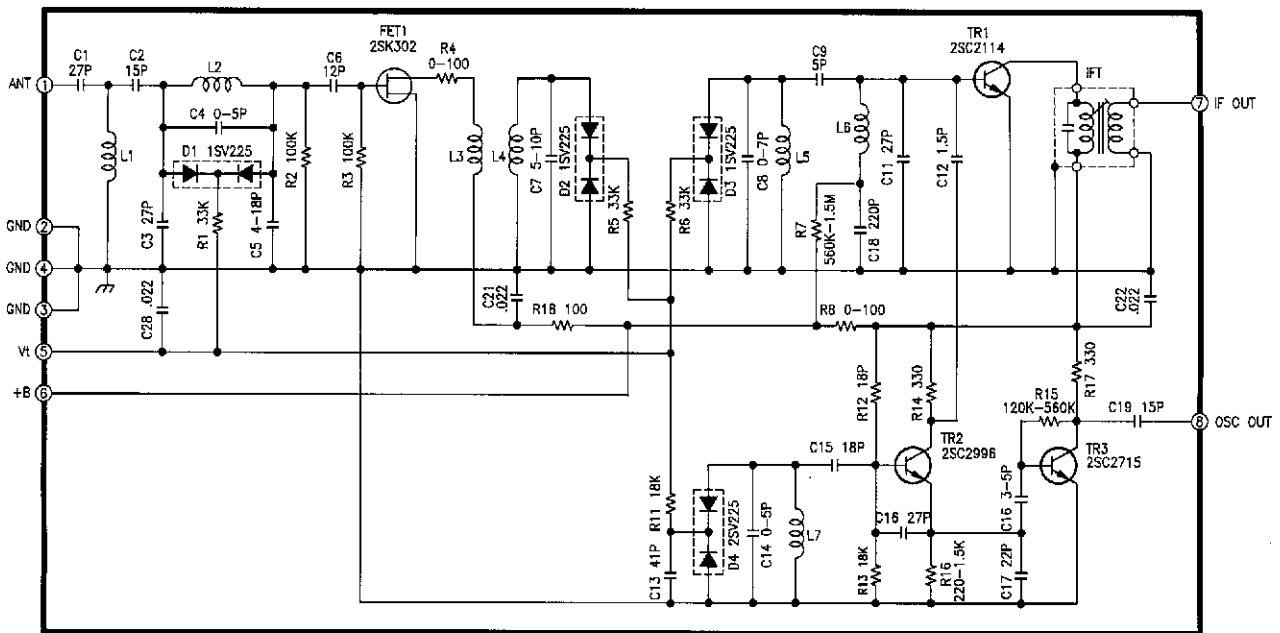 FET1
2SK302
TR1
2SC2114
C1
27P
C2
15P
L2
C6
12P
R4
0-100
C9
5P
IFT
ANT 1
7 IF OUT
C4 0-5P
D1 1SV225
L1
R2 100K
R3 100K
L3
L4
C7 5-10P
D2 1SV225
R5 33K
R6 33K
D3 1SV225
C8 0-7P
L5
L6
C11 27P
C12 1.5P
R7
560K-1.5M
C18 220P
C3 27P
R1 33K
C5 4-18P
GND 2
GND 4
GND 3
C28 .022
C21
.022
R18 100
R8 0-100
C22
.022
Vt 5
+B 6
R12 18P
R14 330
R17 330
R15
120K-560K
C19 15P
8 OSC OUT
C15 18P
TR2
2SC2996
TR3
2SC2715
R11 18K
C13 41P
D4 2SV225
C14 0-5P
L7
C16 27P
R13 18K
R16
220-1.5K
C16 3-5P
C17 22P